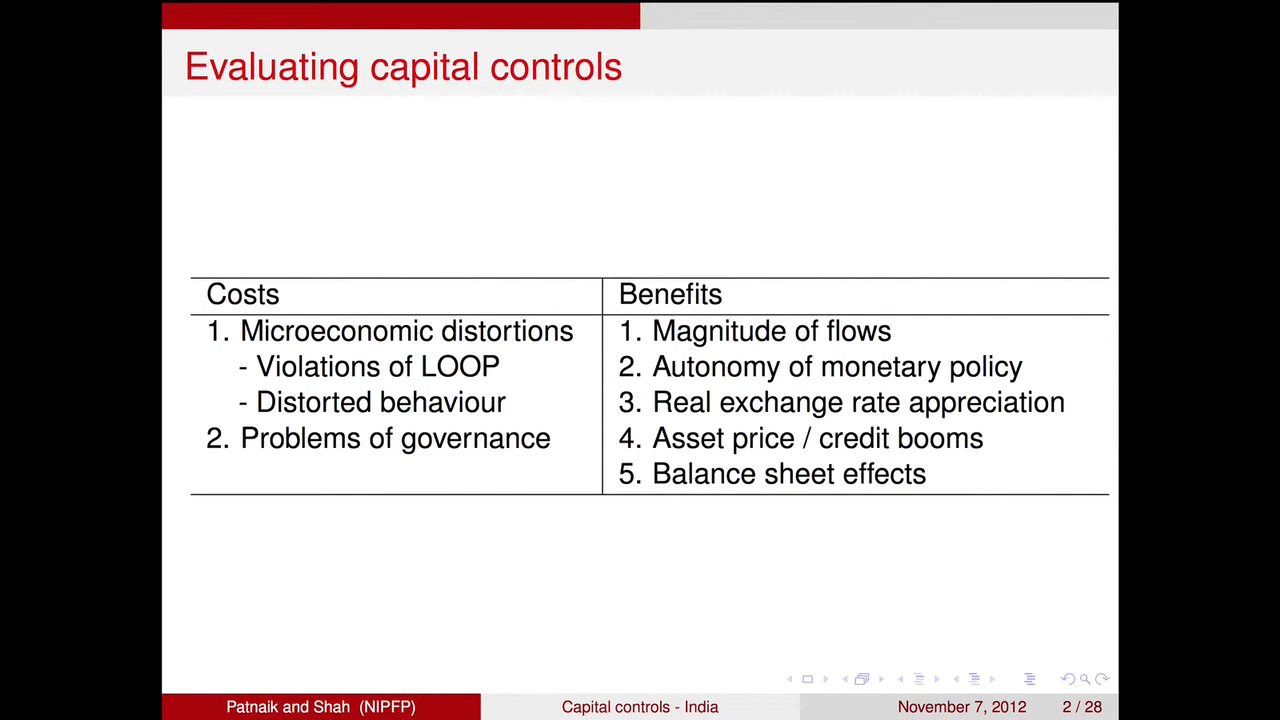 Evaluating capital controls
Costs
Benefits
1. Microeconomic distortions
- Violations of LOOP
- Distorted behaviour
2. Problems of governance
1. Magnitude of flows
2. Autonomy of monetary policy
3. Real exchange rate appreciation
4. Asset price / credit booms
5. Balance sheet effects
Patnaik and Shah (NIPFP)
Capital controls - India
November 7, 2012
2 / 28